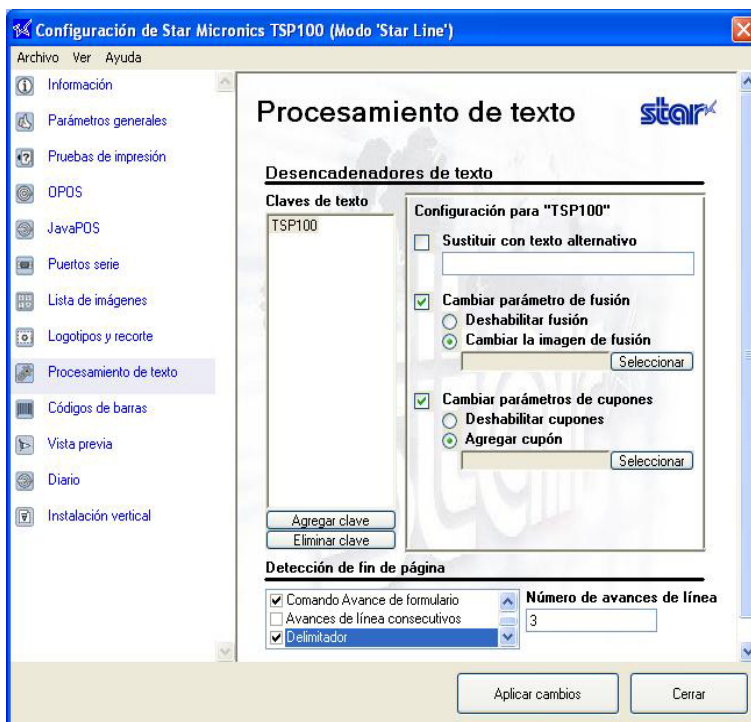 Configuración de Star Micronics TSP100 (Modo 'Star Line')
Archivo Ver Ayuda
Información
Parámetros generales
Pruebas de impresión
OPOS
JavaPOS
Puertos serie
Lista de imágenes
Logotipos y recorte
Procesamiento de texto
Códigos de barras
Vista previa
Diario
Instalación vertical
Procesamiento de texto
star
Desencadenadores de texto
Claves de texto
TSP100
Agregar clave
Eliminar clave
Configuración para "TSP100"
Sustituir con texto alternativo
Cambiar parámetro de fusión
Deshabilitar fusión
Cambiar la imagen de fusión
Seleccionar
Cambiar parámetros de cupones
Deshabilitar cupones
Agregar cupón
Seleccionar
Detección de fin de página
Comando Avance de formulario
Avances de línea consecutivos
Delimitador
Número de avances de línea
3
Aplicar cambios
Cerrar